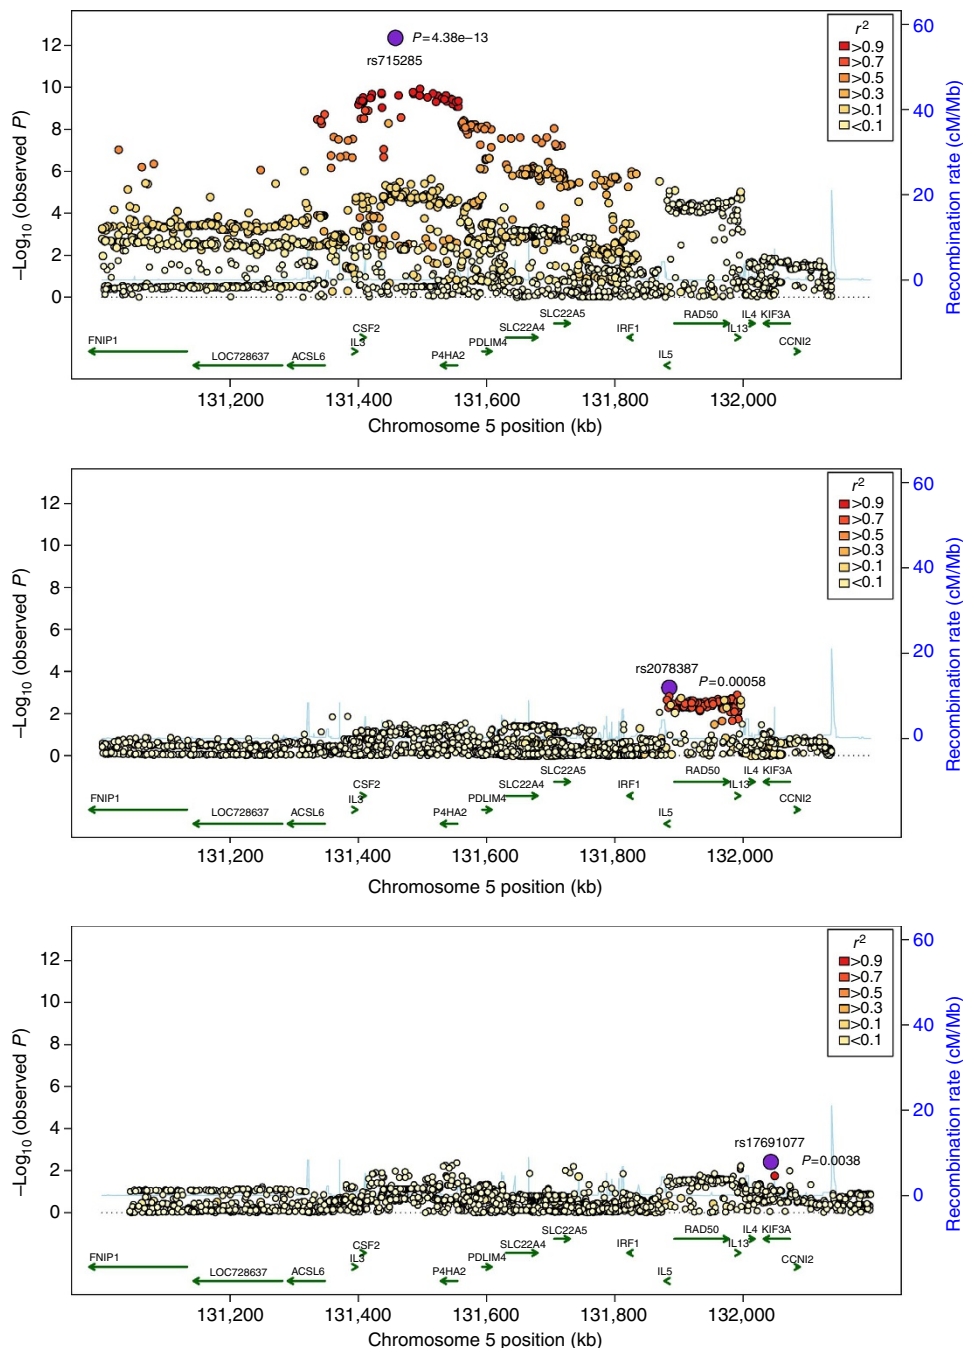 12
10
8
6
4
2
0
−Log10 (observed P)
P=4.38e−13
rs715285
r2
>0.9
>0.7
>0.5
>0.3
>0.1
<0.1
60
40
20
0
Recombination rate (cM/Mb)
SLC22A5
CSF2 SLC22A4 RAD50 IL4 KIF3A
FNIP1 IL3 PDLIM4 IRF1 IL13
LOC728637 ACSL6 P4HA2 IL5 CCNI2
131,200 131,400 131,600 131,800 132,000
Chromosome 5 position (kb)
12
10
8
6
4
2
0
−Log10 (observed P)
rs2078387
P=0.00058
r2
>0.9
>0.7
>0.5
>0.3
>0.1
<0.1
60
40
20
0
Recombination rate (cM/Mb)
SLC22A5 RAD50 IL4 KIF3A
CSF2 SLC22A4 IRF1 IL13
FNIP1 IL3 PDLIM4
LOC728637 ACSL6 P4HA2 IL5 CCNI2
131,200 131,400 131,600 131,800 132,000
Chromosome 5 position (kb)
12
10
8
6
4
2
0
−Log10 (observed P)
rs17691077
P=0.0038
r2
>0.9
>0.7
>0.5
>0.3
>0.1
<0.1
60
40
20
0
Recombination rate (cM/Mb)
SLC22A5 RAD50 IL4 KIF3A
CSF2 SLC22A4 IRF1 IL13
FNIP1 IL3 PDLIM4 CCNI2
LOC728637 ACSL6 P4HA2 IL5
131,200 131,400 131,600 131,800 132,000
Chromosome 5 position (kb)